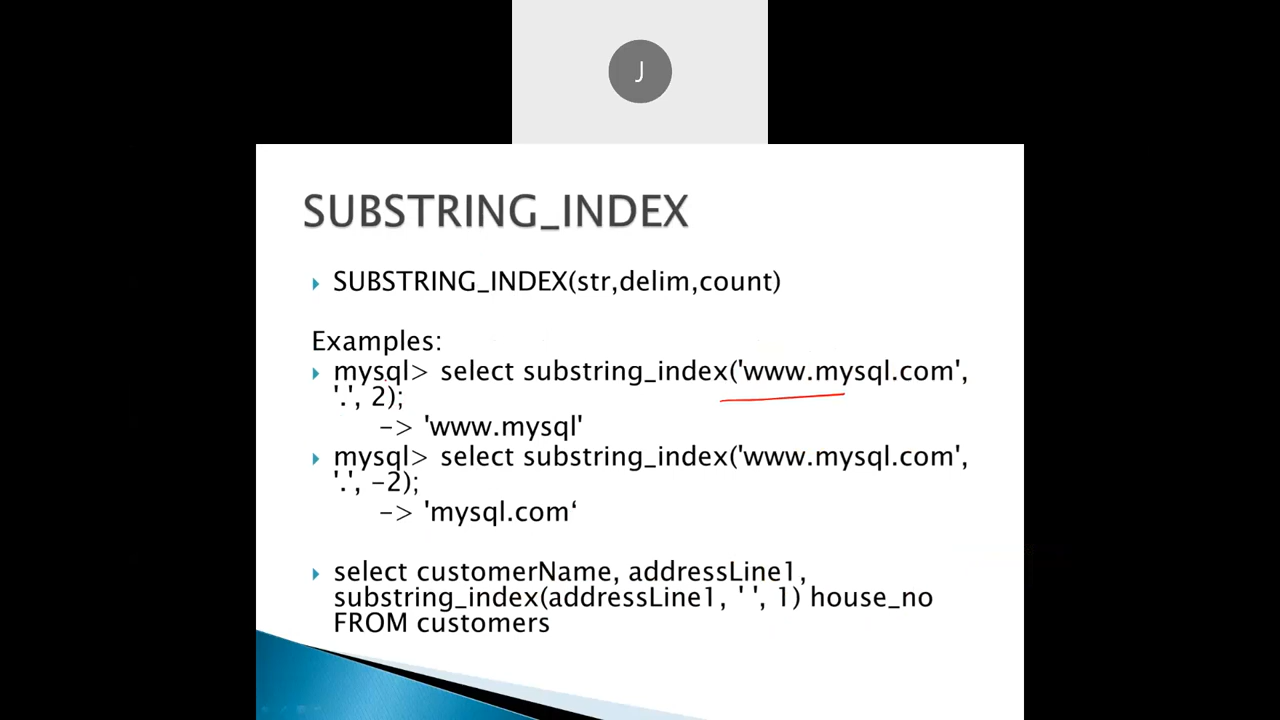 J
SUBSTRING_INDEX
SUBSTRING_INDEX(str,delim,count)
Examples:
mysql> select substring_index('www.mysql.com',
'.', 2);
-> 'www.mysql'
mysql> select substring_index('www.mysql.com',
'.', -2);
-> 'mysql.com‘
select customerName, addressLine1,
substring_index(addressLine1, ' ', 1) house_no
FROM customers